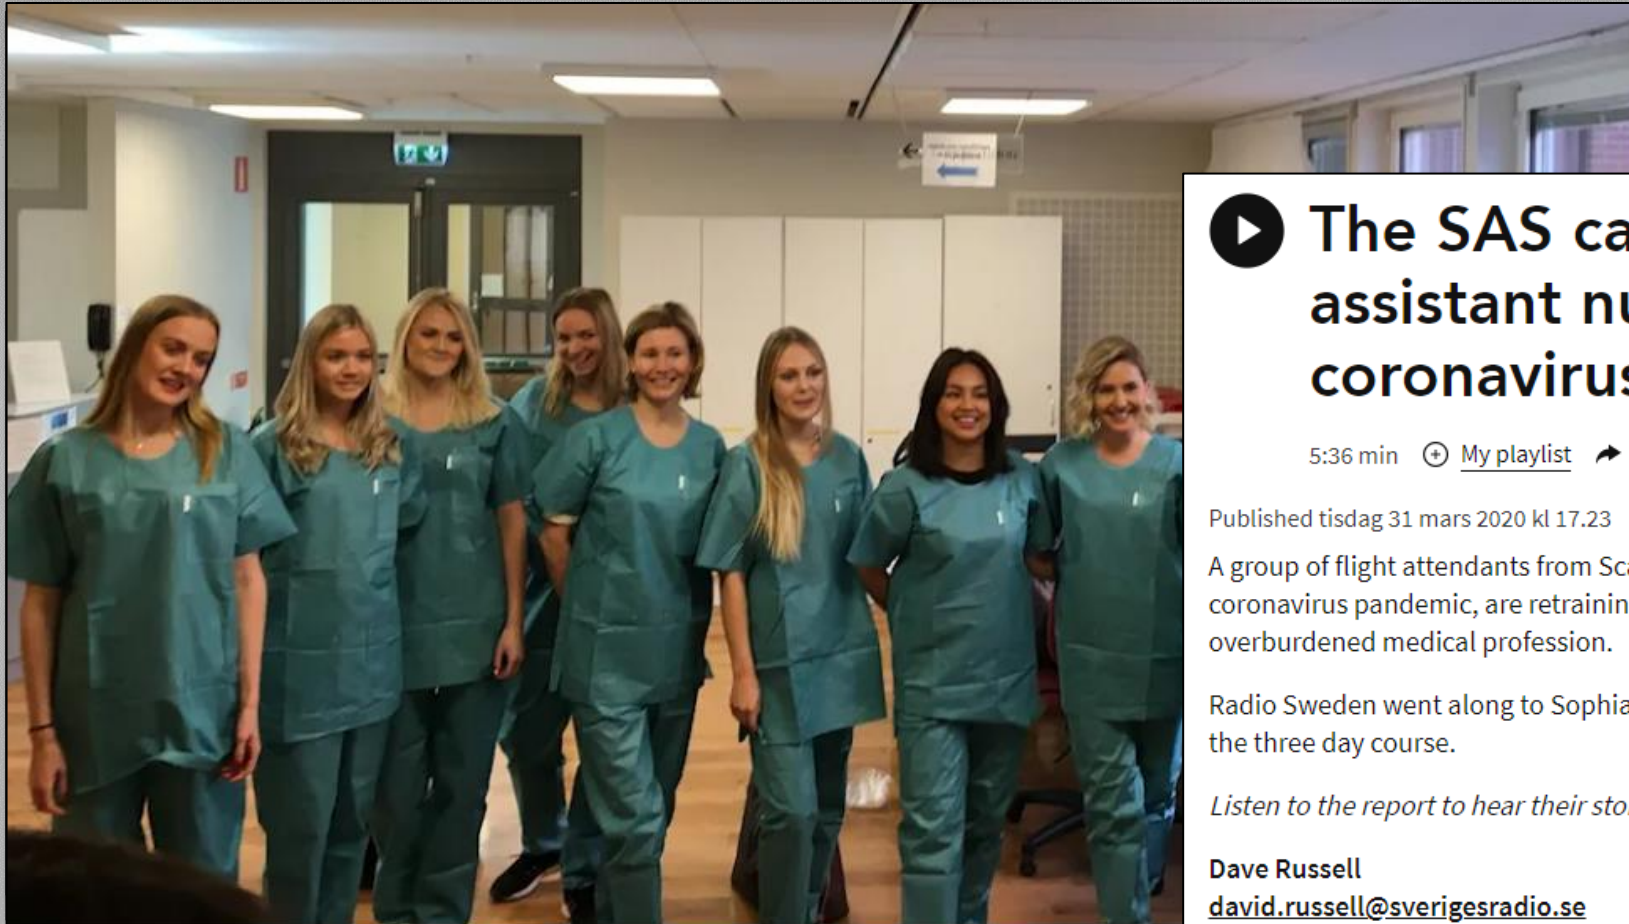 The SAS ca
assistant nu
coronavirus
5:36 min My playlist
Published tisdag 31 mars 2020 kl 17.23
A group of flight attendants from Sca
coronavirus pandemic, are retrainin
overburdened medical profession.
Radio Sweden went along to Sophia
the three day course.
Listen to the report to hear their sto
Dave Russell
david.russell@sverigesradio.se